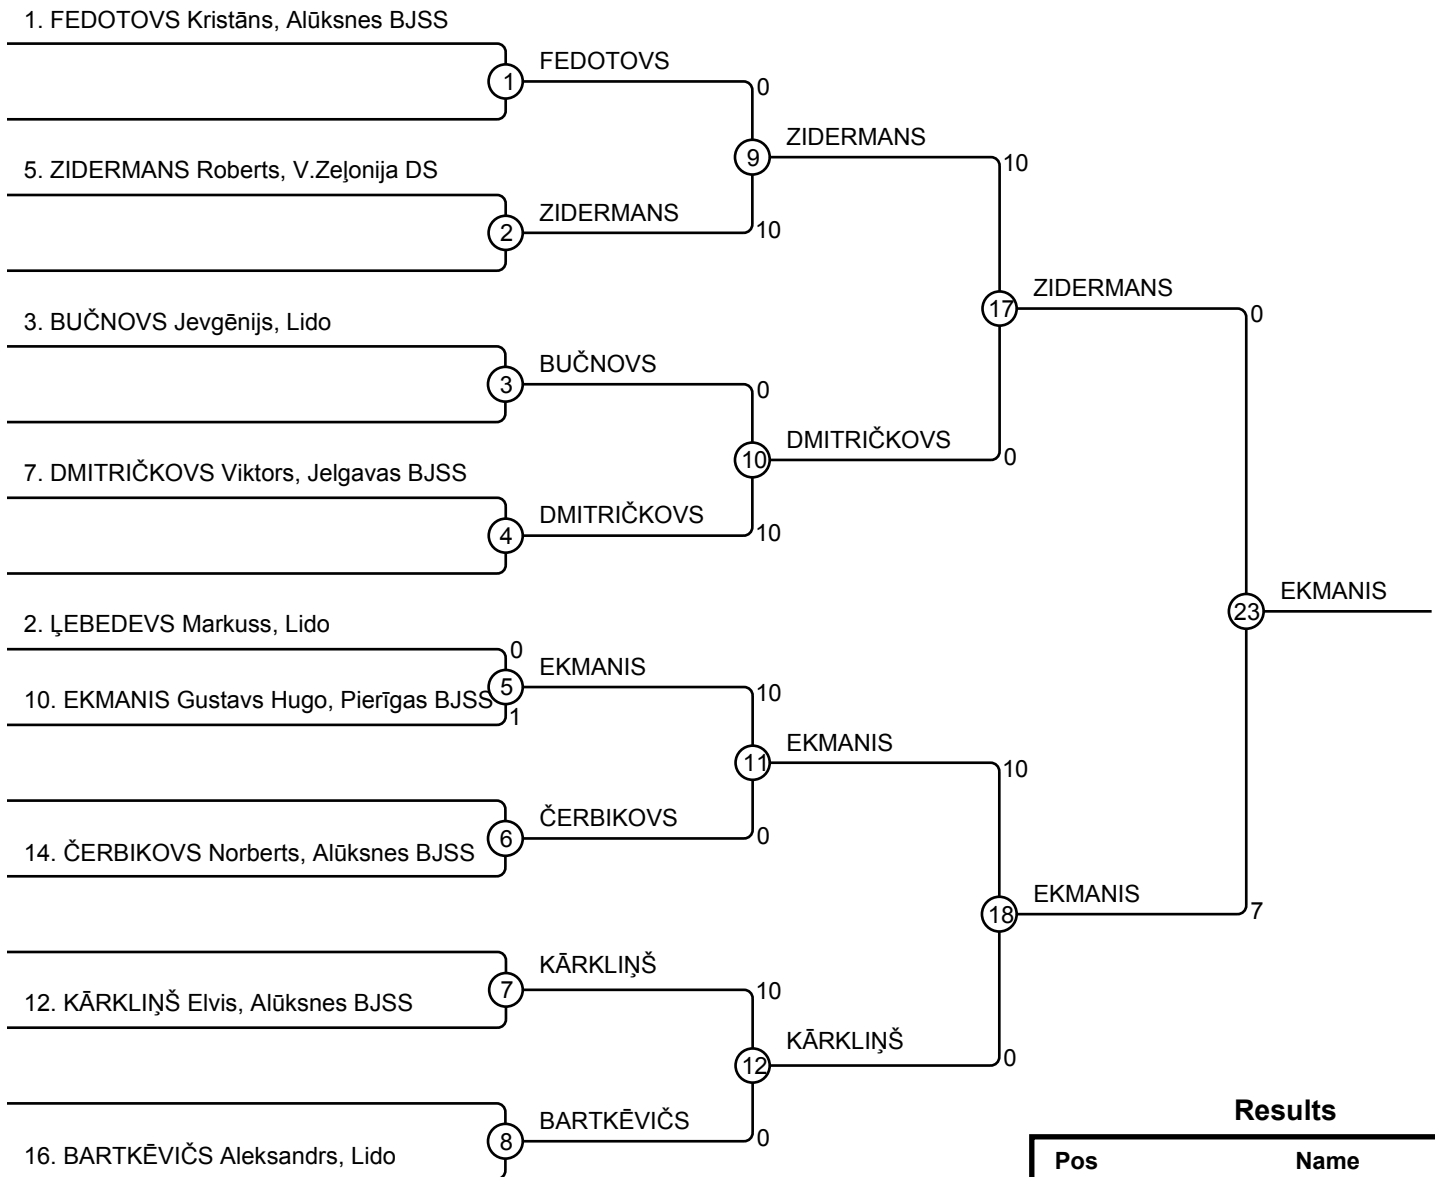 1. FEDOTOVS Kristāns, Alūksnes BJSS
1
FEDOTOVS
0
5. ZIDERMANS Roberts, V.Zeļonija DS
2
ZIDERMANS
10
9
ZIDERMANS
10
3. BUČNOVS Jevgēnijs, Lido
3
BUČNOVS
0
7. DMITRIČKOVS Viktors, Jelgavas BJSS
4
DMITRIČKOVS
10
10
DMITRIČKOVS
0
17
ZIDERMANS
0
2. ĻEBEDEVS Markuss, Lido
0
10. EKMANIS Gustavs Hugo, Pierīgas BJSS
1
5
EKMANIS
10
14. ČERBIKOVS Norberts, Alūksnes BJSS
6
ČERBIKOVS
0
11
EKMANIS
10
12. KĀRKLIŅŠ Elvis, Alūksnes BJSS
7
KĀRKLIŅŠ
10
16. BARTKĒVIČS Aleksandrs, Lido
8
BARTKĒVIČS
0
12
KĀRKLIŅŠ
0
18
EKMANIS
7
23
EKMANIS
Results
Pos Name